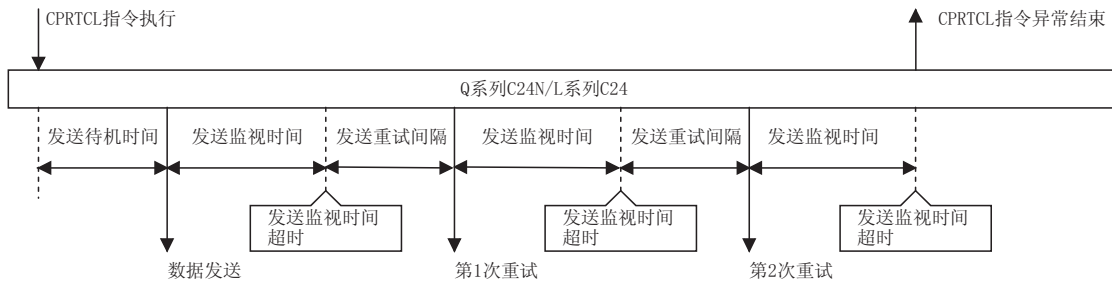 CPRTCL指令执行
CPRTCL指令异常结束
Q系列C24N/L系列C24
发送待机时间
发送监视时间
发送重试间隔
发送监视时间
发送重试间隔
发送监视时间
发送监视时间
超时
发送监视时间
超时
发送监视时间
超时
数据发送
第1次重试
第2次重试